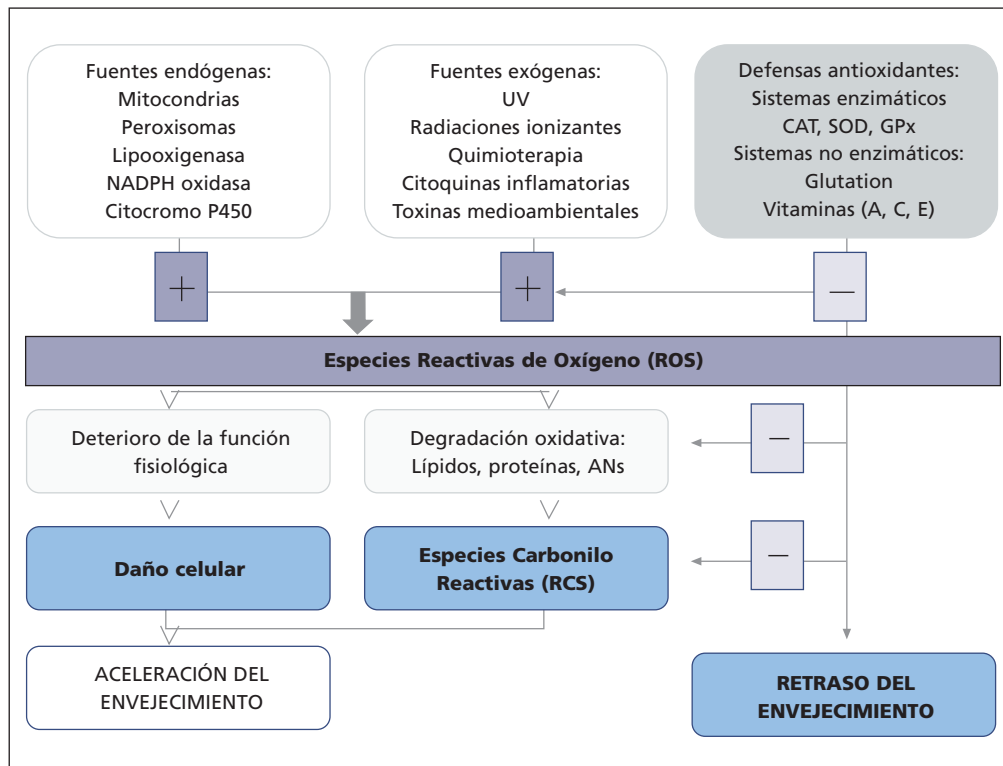 Fuentes endógenas:
Mitocondrias
Peroxisomas
Lipooxigenasa
NADPH oxidasa
Citocromo P450
Fuentes exógenas:
UV
Radiaciones ionizantes
Quimioterapia
Citoquinas inflamatorias
Toxinas medioambientales
Defensas antioxidantes:
Sistemas enzimáticos
CAT, SOD, GPx
Sistemas no enzimáticos:
Glutation
Vitaminas (A, C, E)
+
+
—
Especies Reactivas de Oxígeno (ROS)
Deterioro de la función
fisiológica
Degradación oxidativa:
Lípidos, proteínas, ANs
—
Daño celular
Especies Carbonilo
Reactivas (RCS)
—
ACELERACIÓN DEL
ENVEJECIMIENTO
RETRASO DEL
ENVEJECIMIENTO